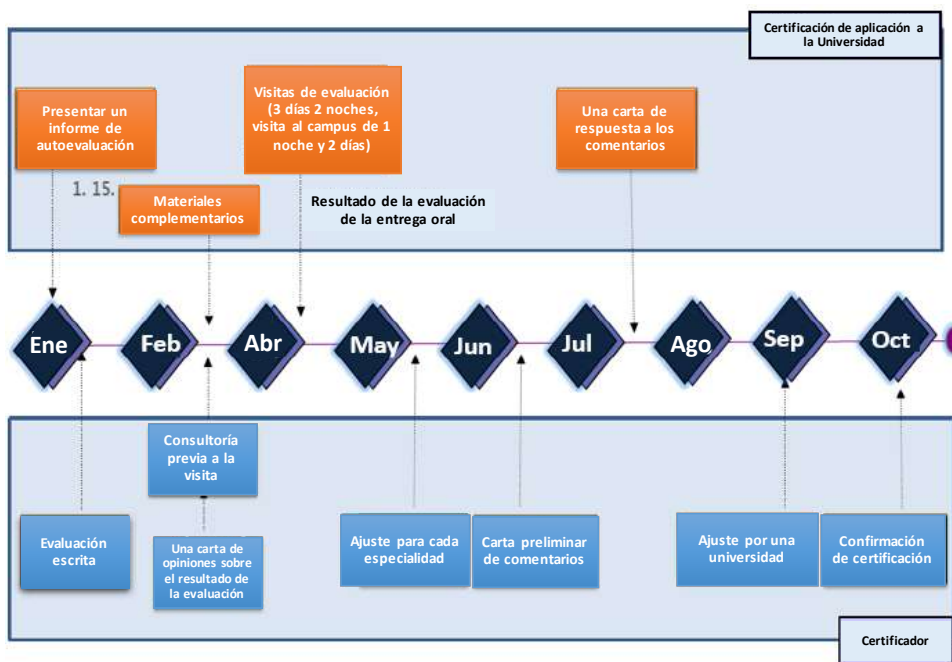 Certificación de aplicación a
la Universidad
Presentar un
informe de
autoevaluación
Visitas de evaluación
(3 días 2 noches,
visita al campus de 1
noche y 2 días)
Una carta de
respuesta a los
comentarios
1. 15.
Materiales
complementarios
Resultado de la evaluación
de la entrega oral
Ene
Feb
Abr
May
Jun
Jul
Ago
Sep
Oct
Consultoría
previa a la
visita
Evaluación
escrita
Una carta de
opiniones sobre
el resultado de
la evaluación
Ajuste para cada
especialidad
Carta preliminar
de comentarios
Ajuste por una
universidad
Confirmación
de certificación
Certificador